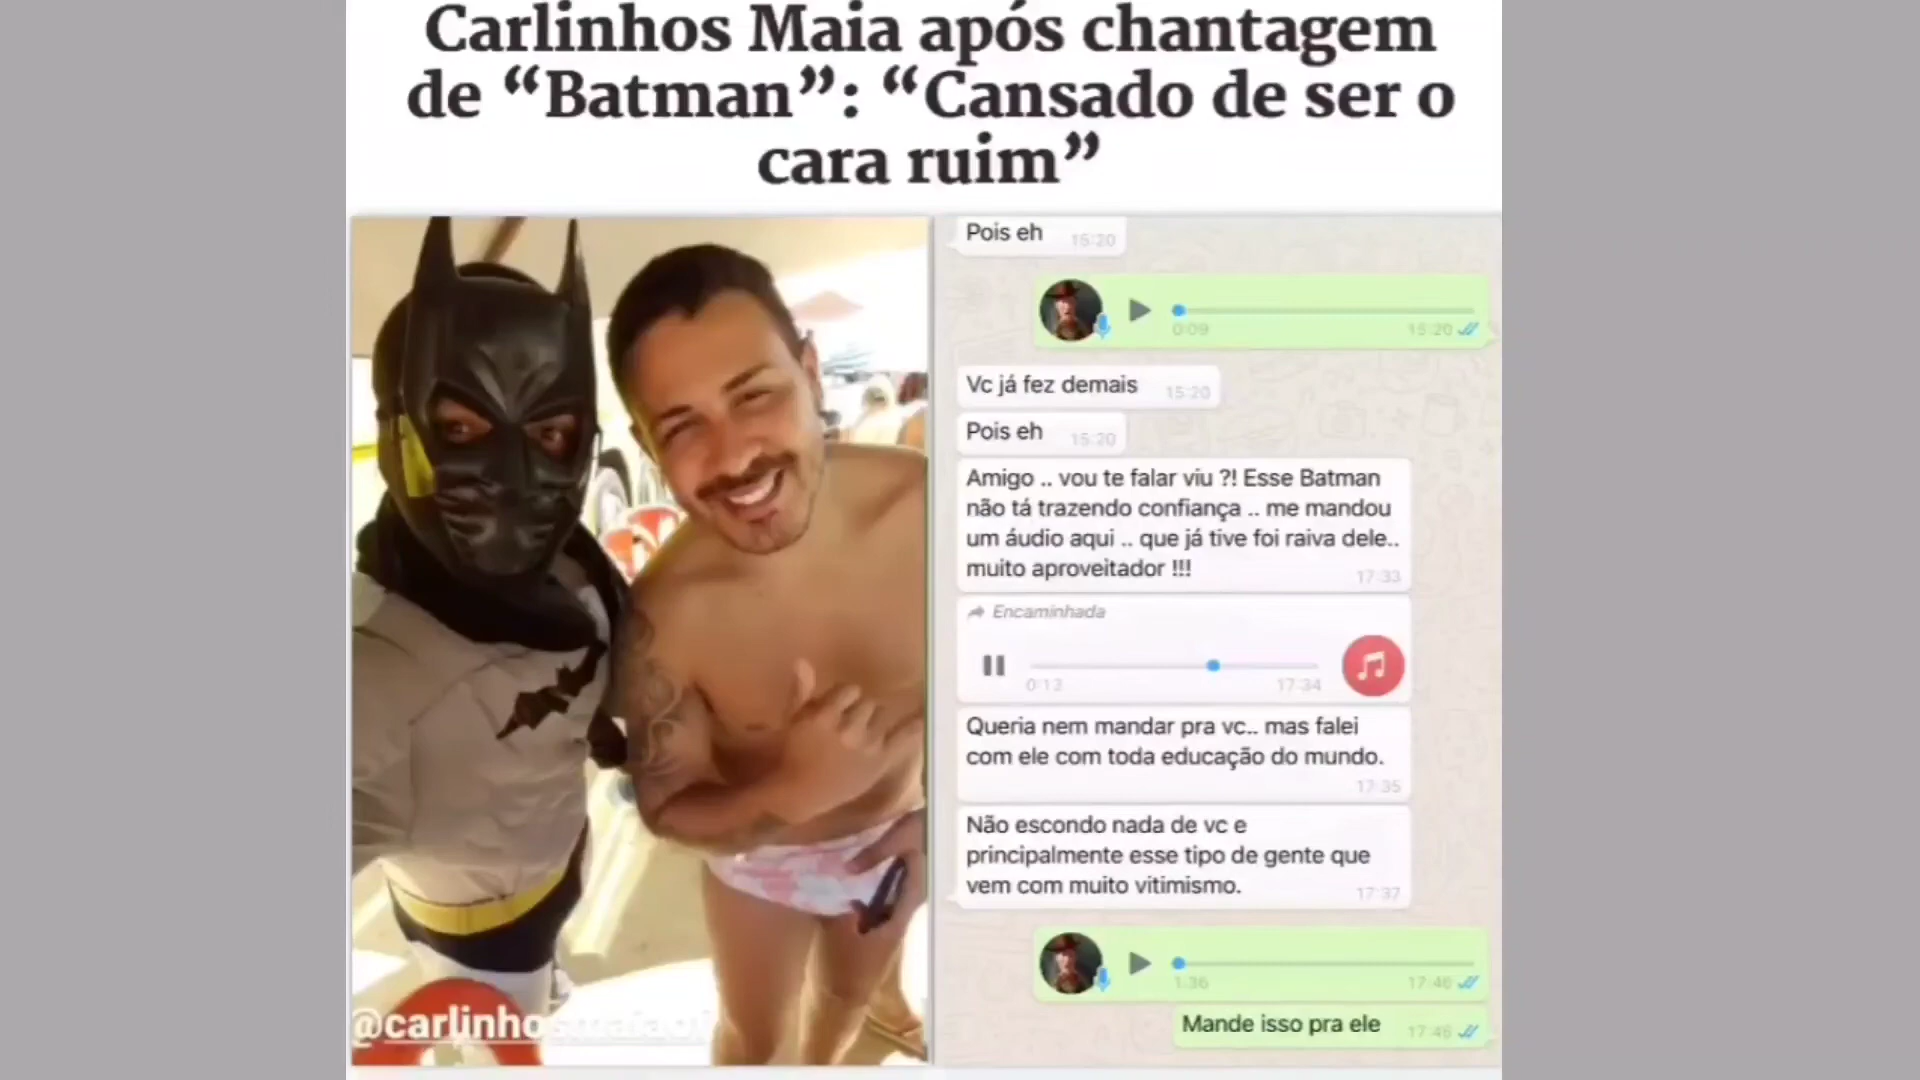 Carlinhos Maia após chantagem
de “Batman”: “Cansado de ser o
cara ruim”
Pois eh 15:20
0:09 15:20
Vc já fez demais 15:20
Pois eh 15:20
Amigo .. vou te falar viu ?! Esse Batman
não tá trazendo confiança .. me mandou
um áudio aqui .. que já tive foi raiva dele..
muito aproveitador !!! 17:33
Encaminhada
0:13 17:34
Queria nem mandar pra vc.. mas falei
com ele com toda educação do mundo.
17:35
Não escondo nada de vc e
principalmente esse tipo de gente que
vem com muito vitimismo. 17:37
1:36 17:46
Mande isso pra ele 17:46
@carlinhosmaiaof